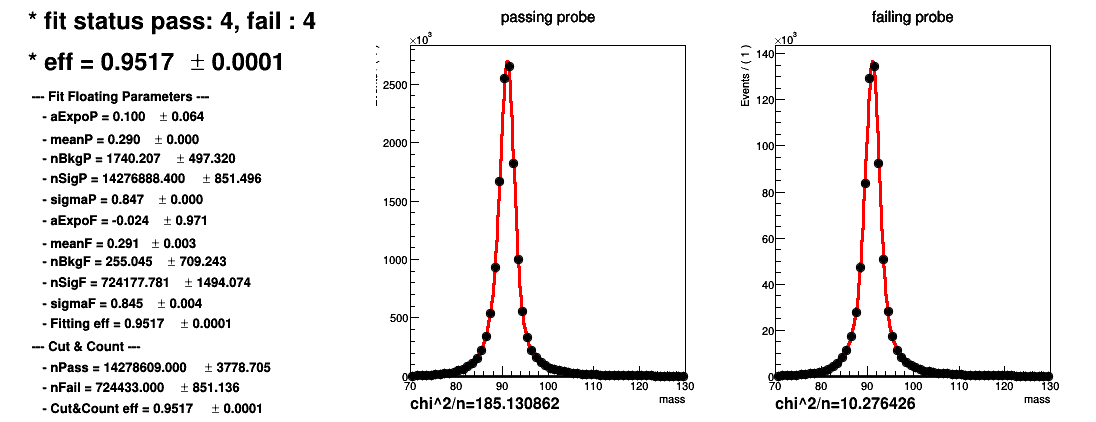 * fit status pass: 4, fail : 4
* eff = 0.9517 ± 0.0001
--- Fit Floating Parameters ---
- aExpoP = 0.100 ± 0.064
- meanP = 0.290 ± 0.000
- nBkgP = 1740.207 ± 497.320
- nSigP = 14276888.400 ± 851.496
- sigmaP = 0.847 ± 0.000
- aExpoF = -0.024 ± 0.971
- meanF = 0.291 ± 0.003
- nBkgF = 255.045 ± 709.243
- nSigF = 724177.781 ± 1494.074
- sigmaF = 0.845 ± 0.004
- Fitting eff = 0.9517 ± 0.0001
--- Cut & Count ---
- nPass = 14278609.000 ± 3778.705
- nFail = 724433.000 ± 851.136
- Cut&Count eff = 0.9517 ± 0.0001
passing probe
×10³
2500
2000
1500
1000
500
0
70 80 90 100 110 120 130
mass
chi^2/n=185.130862
failing probe
×10³
Events / ( 1 )
140
120
100
80
60
40
20
0
70 80 90 100 110 120 130
mass
chi^2/n=10.276426